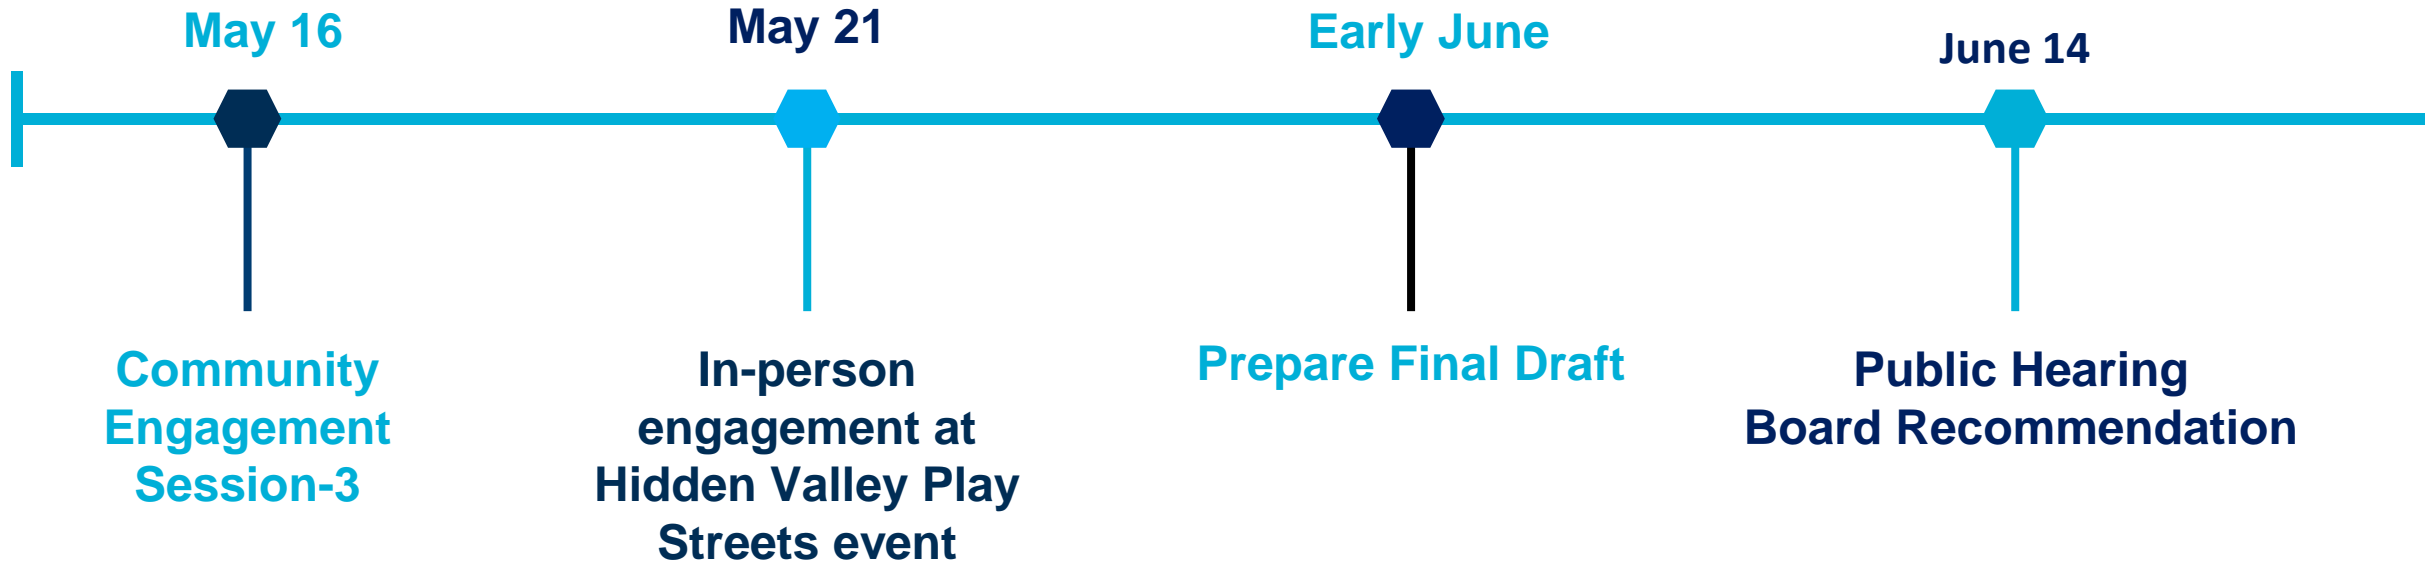 May 16
Community
Engagement
Session-3
May 21
In-person
engagement at
Hidden Valley Play
Streets event
Early June
Prepare Final Draft
June 14
Public Hearing
Board Recommendation